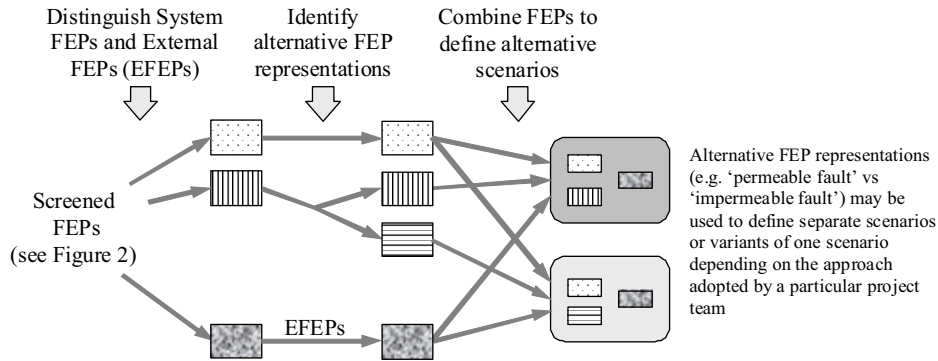 Distinguish System
FEPs and External
FEPs (EFEPs)
Identify
alternative FEP
representations
Combine FEPs to
define alternative
scenarios
Screened
FEPs
(see Figure 2)
EFEPs
Alternative FEP representations
(e.g. ‘permeable fault’ vs
‘impermeable fault’) may be
used to define separate scenarios
or variants of one scenario
depending on the approach
adopted by a particular project
team